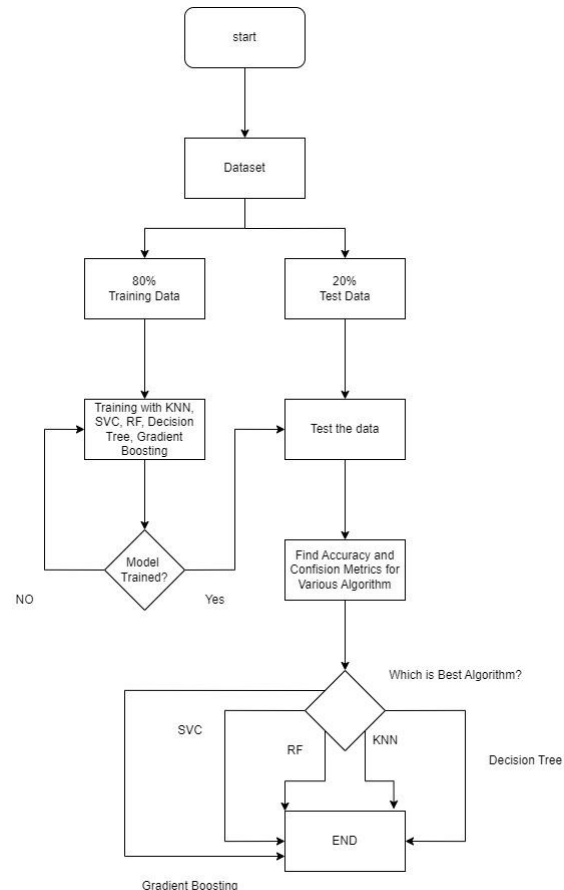 start
Dataset
80%
Training Data
20%
Test Data
Training with KNN,
SVC, RF, Decision
Tree, Gradient
Boosting
Test the data
Model
Trained?
NO
Yes
Find Accuracy and
Confision Metrics for
Various Algorithm
Which is Best Algorithm?
SVC
RF
KNN
Decision Tree
END
Gradient Boosting